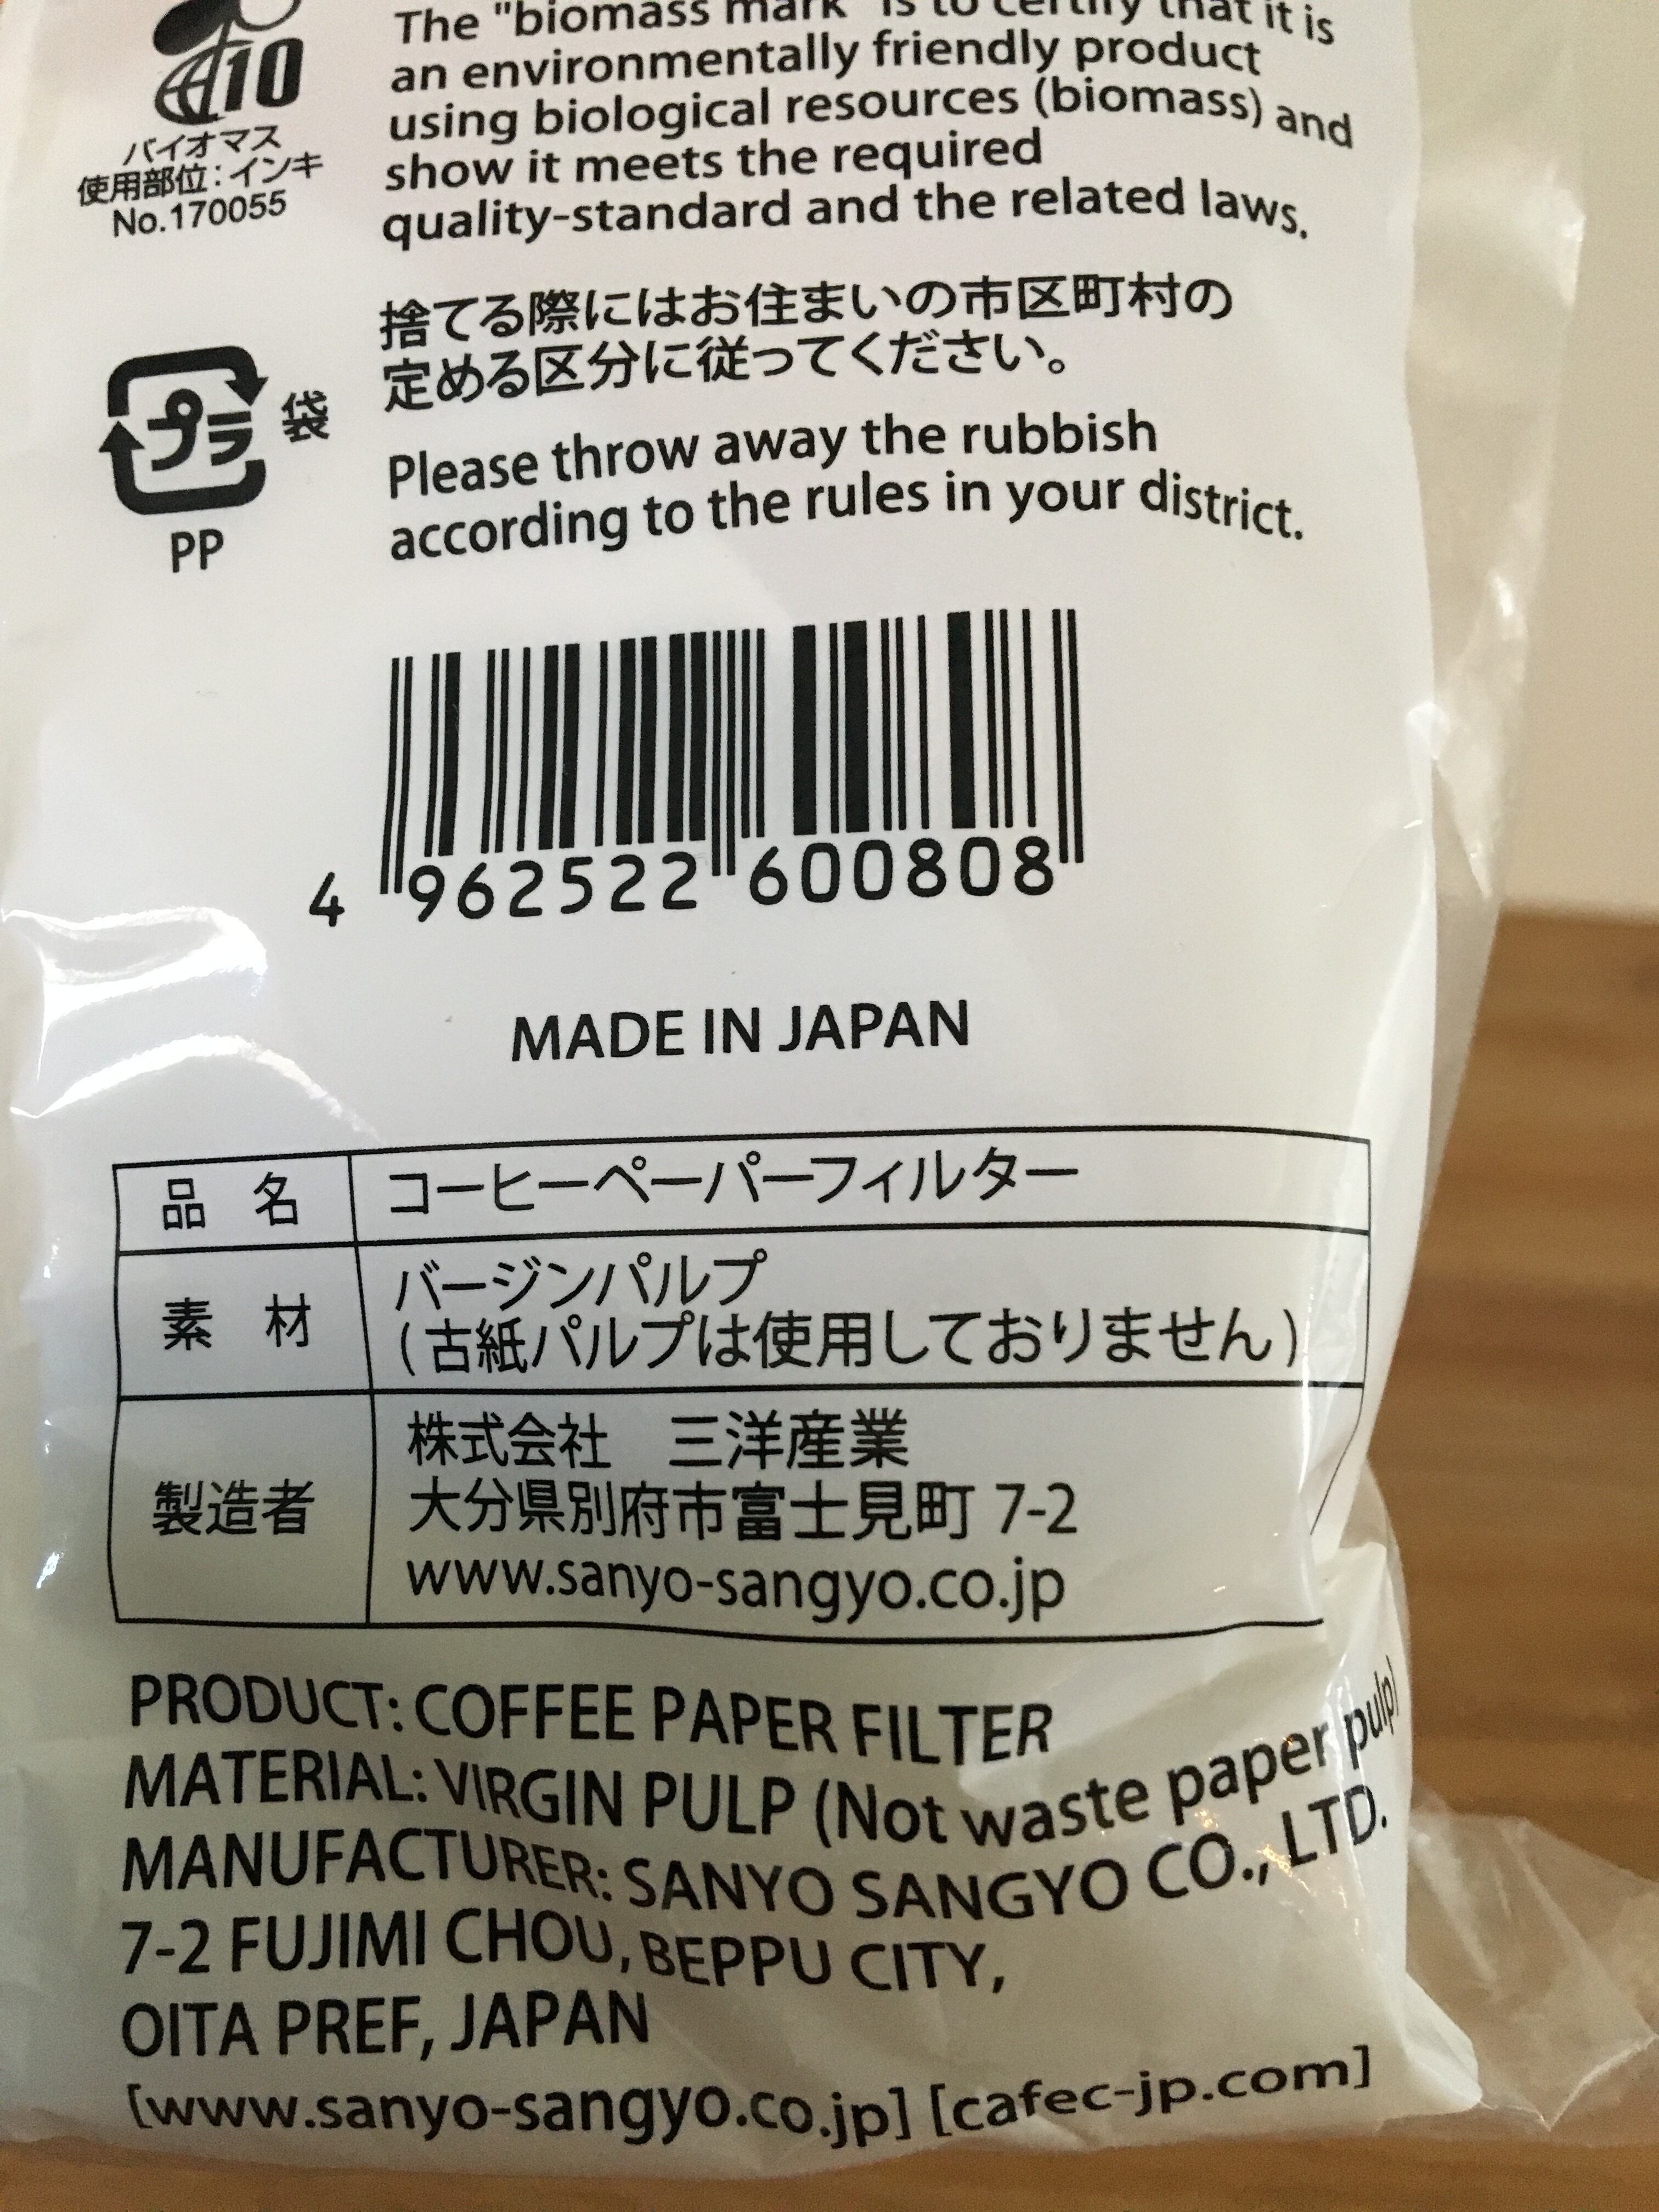 The "biomass mark" is to certify that it is
an environmentally friendly product
using biological resources (biomass) and
show it meets the required
quality-standard and the related laws.
10
バイオマス
使用部位:インキ
No.170055
捨てる際にはお住まいの市区町村の
定める区分に従ってください。
プラ 袋
PP
Please throw away the rubbish
according to the rules in your district.
4 962522 600808
MADE IN JAPAN
品 名 コーヒーペーパーフィルター
素 材 バージンパルプ
(古紙パルプは使用しておりません)
製造者 株式会社 三洋産業
大分県別府市富士見町 7-2
www.sanyo-sangyo.co.jp
PRODUCT: COFFEE PAPER FILTER
MATERIAL: VIRGIN PULP (Not waste paper pulp)
MANUFACTURER: SANYO SANGYO CO., LTD.
7-2 FUJIMI CHOU, BEPPU CITY,
OITA PREF, JAPAN
[www.sanyo-sangyo.co.jp] [cafec-jp.com]